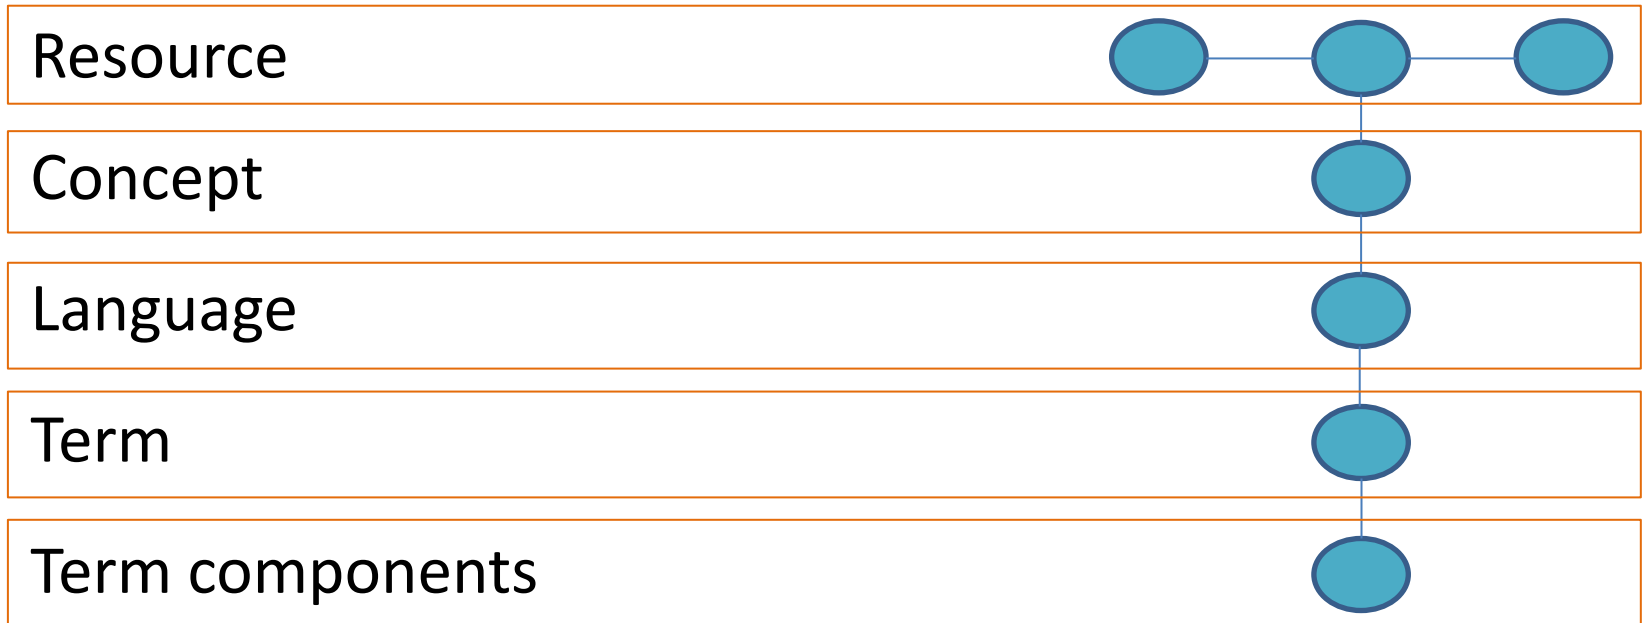 Resource
Concept
Language
Term
Term components